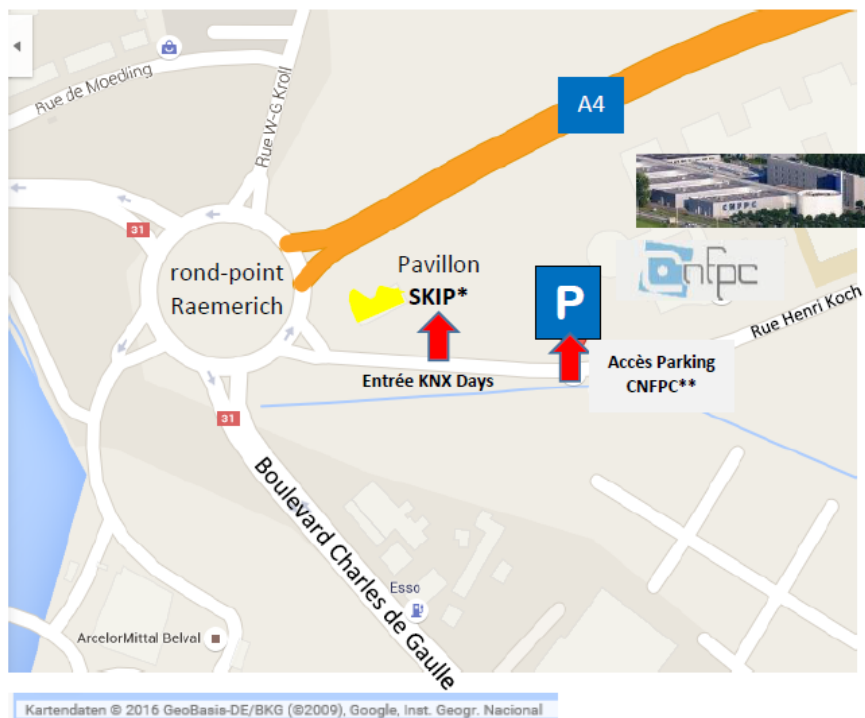 Rue de Moedling
Rue W-G Kroll
A4
CNFPC
31
rond-point
Raemerich
Pavillon
SKIP*
cnfpc
P
Rue Henri Koch
Entrée KNX Days
Accès Parking
CNFPC**
31
Boulevard Charles de Gaulle
Esso
ArcelorMittal Belval
Kartendaten © 2016 GeoBasis-DE/BKG (©2009), Google, Inst. Geogr. Nacional